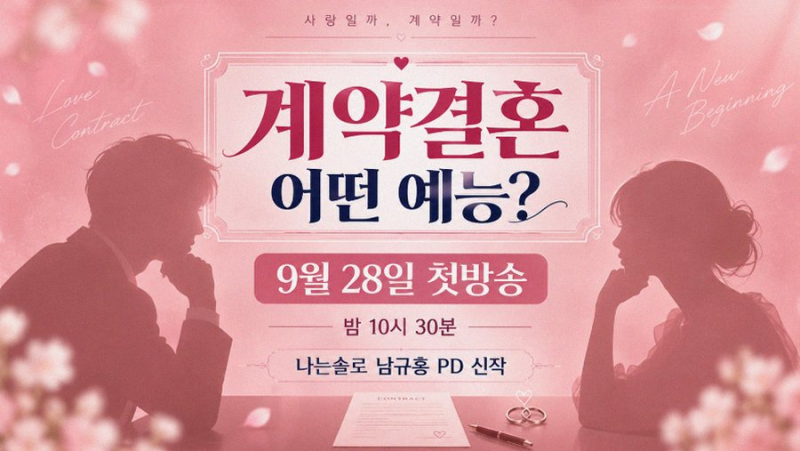 사랑일까, 계약일까?
Love
Contract
A New
Beginning
계약결혼
어떤 예능?
9월 28일 첫방송
밤 10시 30분
나는솔로 남규홍 PD 신작
CONTRACT